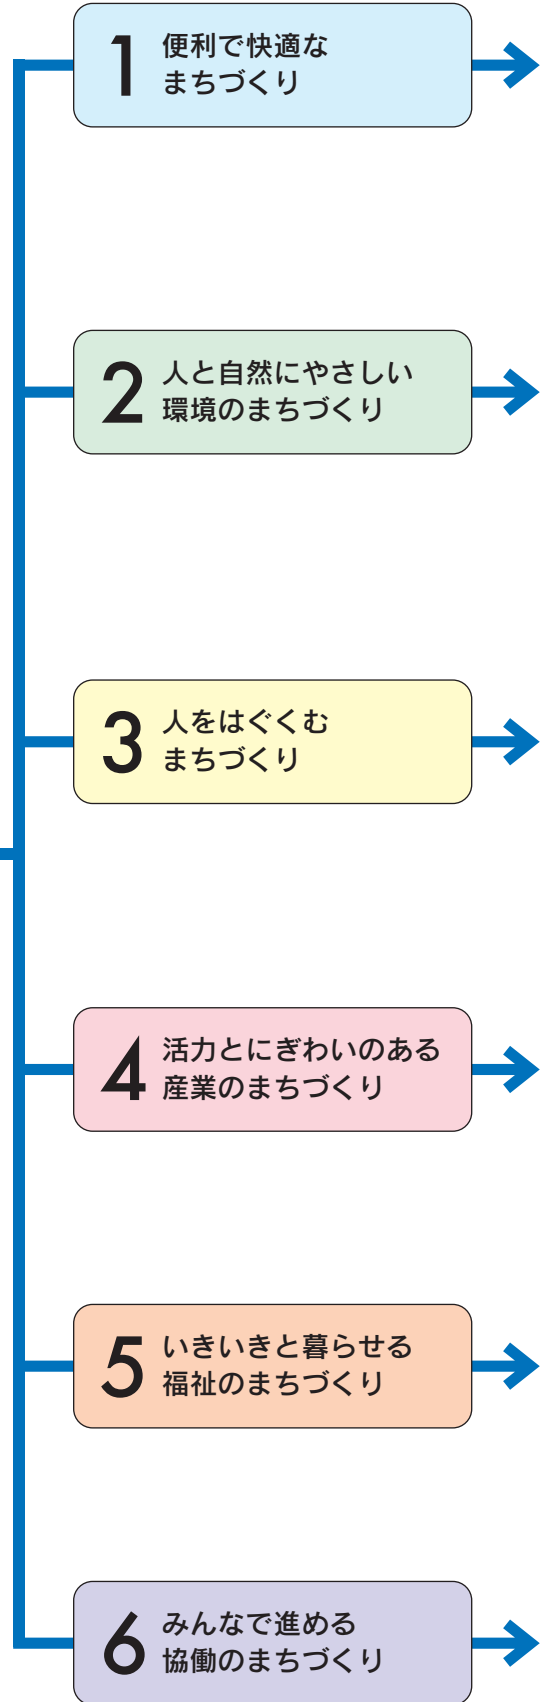 1 便利で快適な
まちづくり
2 人と自然にやさしい
環境のまちづくり
3 人をはぐくむ
まちづくり
4 活力とにぎわいのある
産業のまちづくり
5 いきいきと暮らせる
福祉のまちづくり
6 みんなで進める
協働のまちづくり